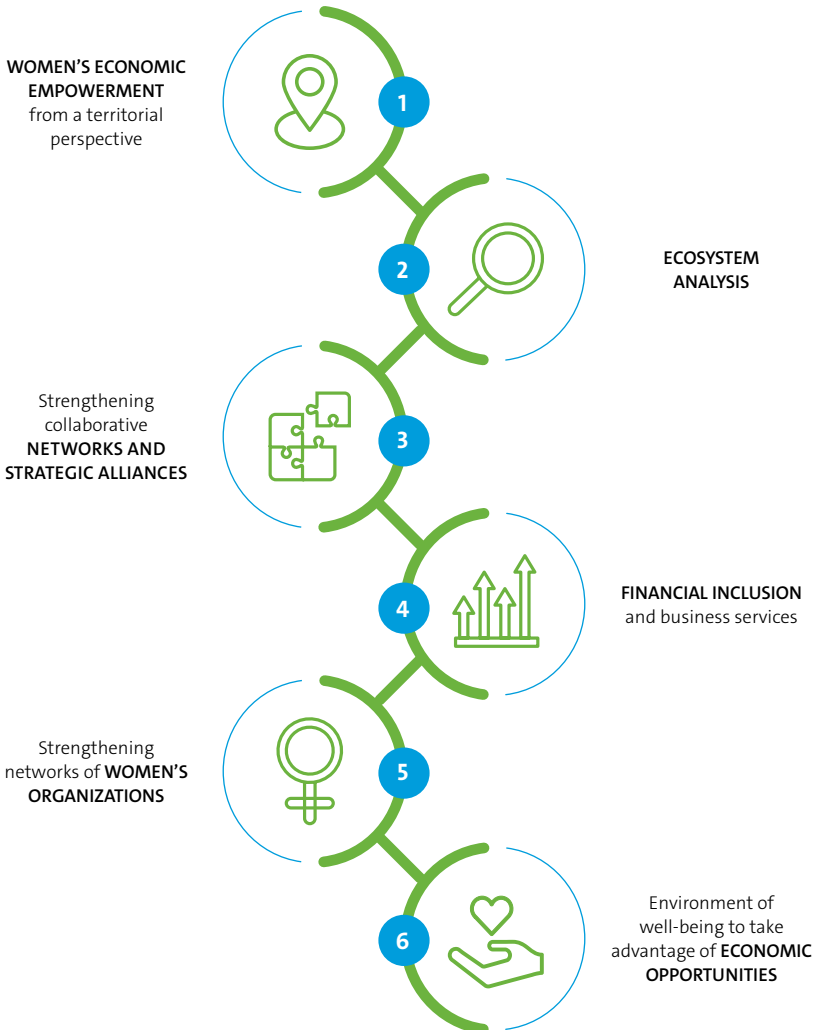 WOMEN'S ECONOMIC
EMPOWERMENT
from a territorial
perspective
1
2
ECOSYSTEM
ANALYSIS
Strengthening
collaborative
NETWORKS AND
STRATEGIC ALLIANCES
3
4
FINANCIAL INCLUSION
and business services
Strengthening
networks of WOMEN'S
ORGANIZATIONS
5
6
Environment of
well-being to take
advantage of ECONOMIC
OPPORTUNITIES